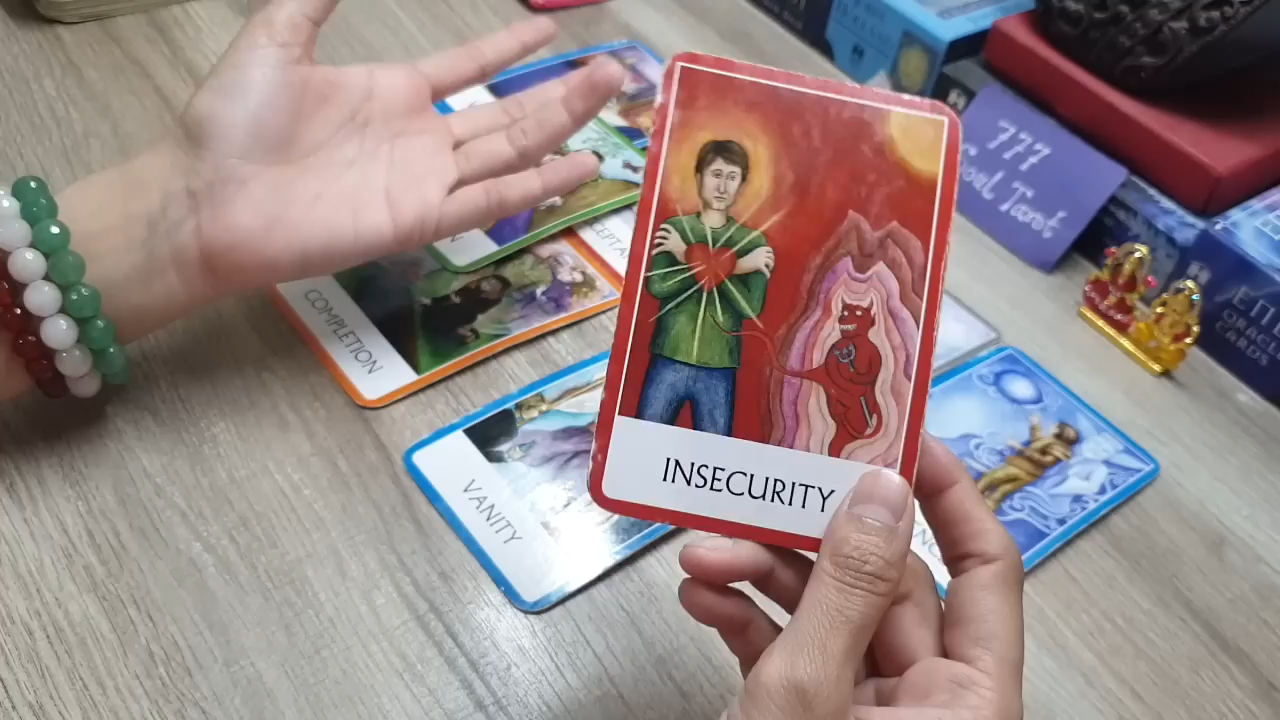 INSECURITY
COMPLETION
VANITY
777
Soul Tarot
ORACLE
CARDS